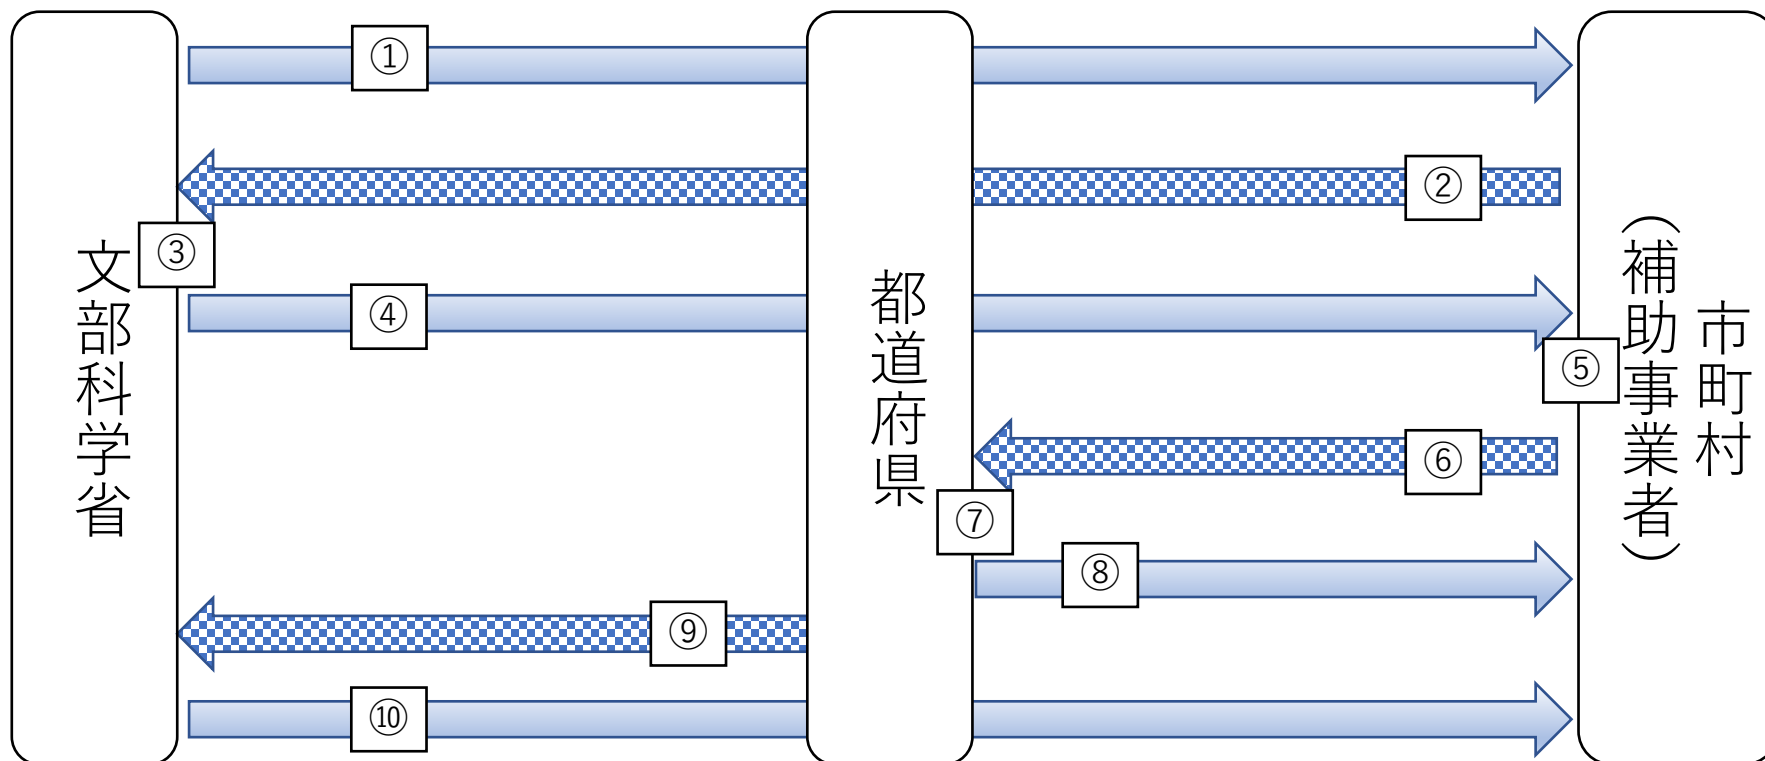 ①
②
③
④
⑤
⑥
⑦
⑧
⑨
⑩
文部科学省
都道府県
市町村
（補助事業者）